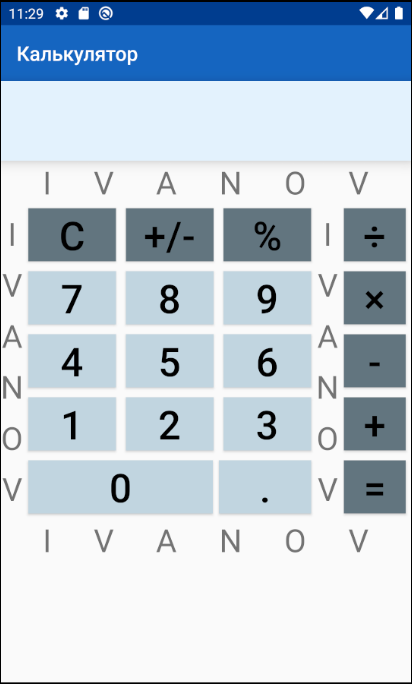 11:29
Калькулятор
I V A N O V
I C +/- % I ÷
V 7 8 9 V ×
A 4 5 6 A -
N 1 2 3 N +
O O
V 0 . V =
I V A N O V